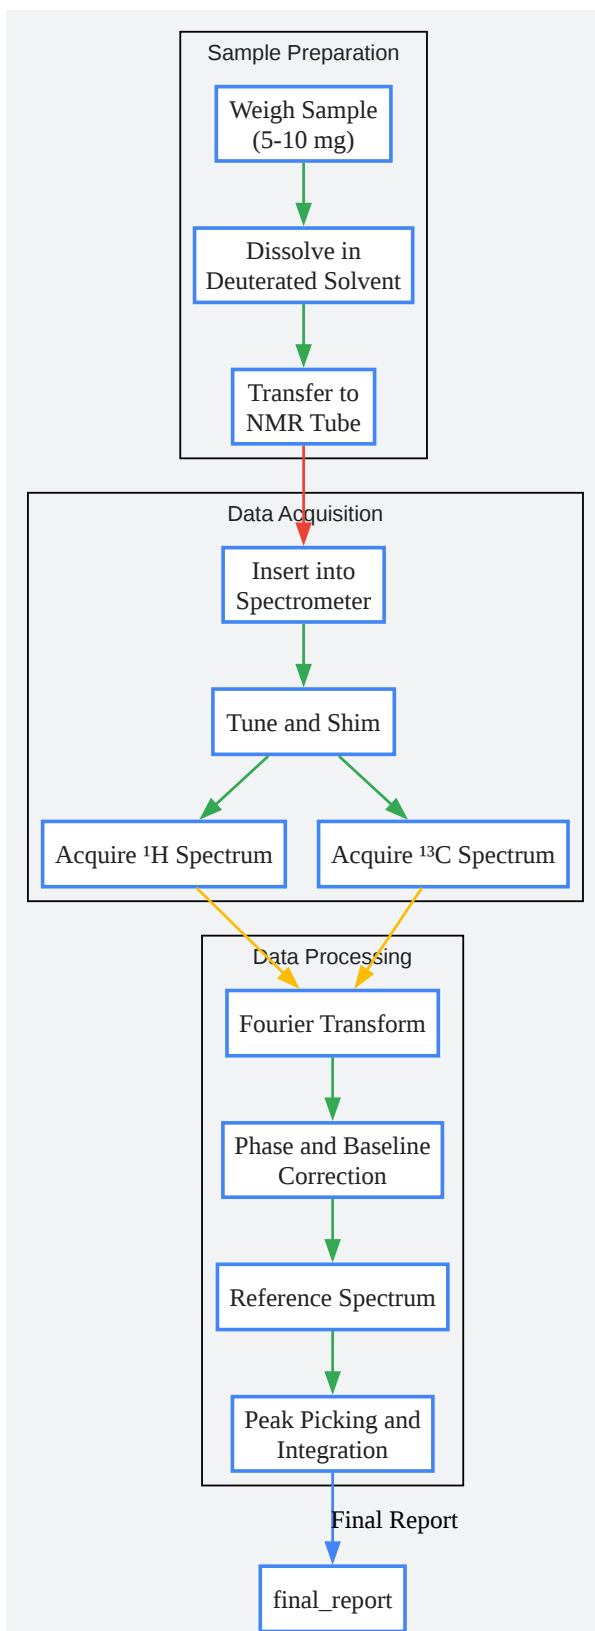 Sample Preparation
Weigh Sample
(5-10 mg)
Dissolve in
Deuterated Solvent
Transfer to
NMR Tube
Data Acquisition
Insert into
Spectrometer
Tune and Shim
Acquire ¹H Spectrum
Acquire ¹³C Spectrum
Data Processing
Fourier Transform
Phase and Baseline
Correction
Reference Spectrum
Peak Picking and
Integration
Final Report
final_report